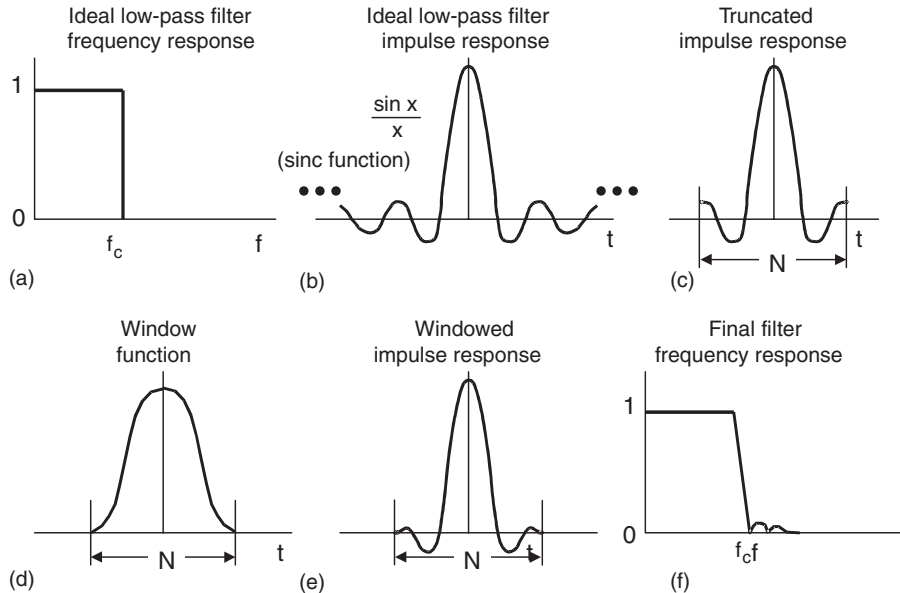 Ideal low-pass filter
frequency response
1
0
f_c
f
(a)
Ideal low-pass filter
impulse response
sin x
x
(sinc function)
t
(b)
Truncated
impulse response
t
N
(c)
Window
function
t
N
(d)
Windowed
impulse response
t
N
(e)
Final filter
frequency response
1
0
f_c f
(f)